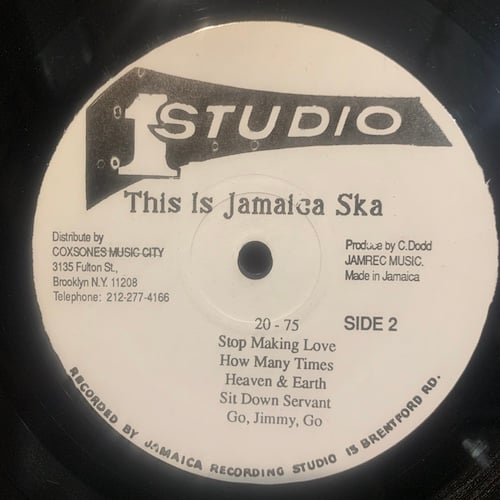 1 STUDIO
This Is Jamaica Ska
Distribute by
COXSONES MUSIC CITY
3135 Fulton St.,
Brooklyn N.Y. 11208
Telephone: 212-277-4166
Produce by C.Dodd
JAMREC MUSIC.
Made in Jamaica
SIDE 2
20 - 75
Stop Making Love
How Many Times
Heaven & Earth
Sit Down Servant
Go, Jimmy, Go
RECORDED BY JAMAICA RECORDING STUDIO 13 BRENTFORD RD.